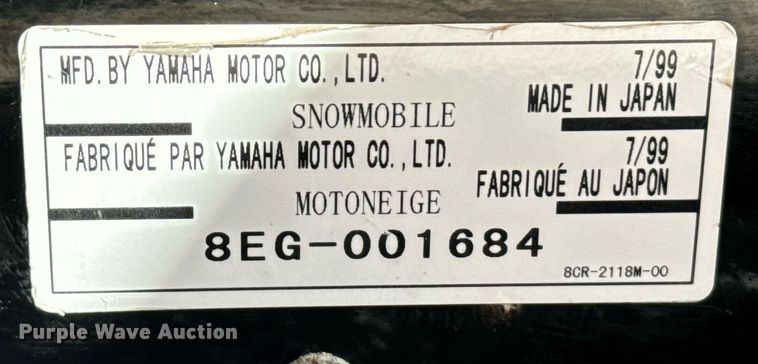 MFD. BY YAMAHA MOTOR CO., LTD. 7/99
SNOWMOBILE MADE IN JAPAN
FABRIQUÉ PAR YAMAHA MOTOR CO., LTD. 7/99
MOTONEIGE FABRIQUÉ AU JAPON
8EG-001684
8CR-2118M-00
Purple Wave Auction